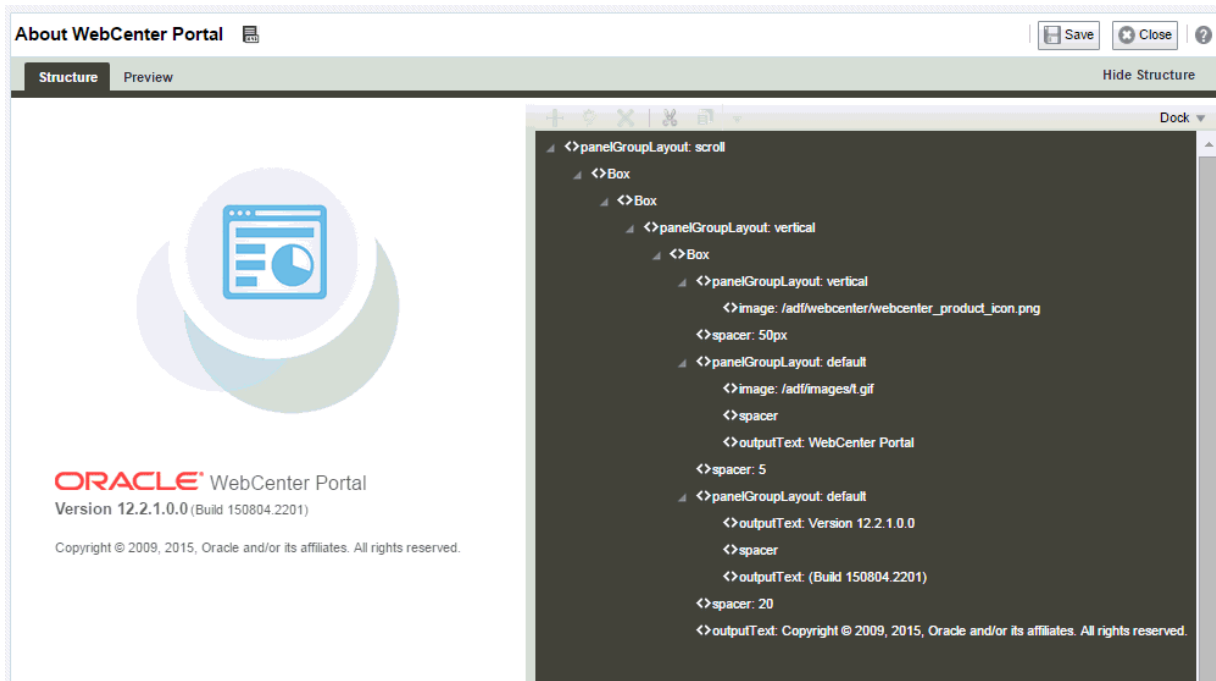 About WebCenter Portal
Save
Close
Structure
Preview
Hide Structure
Dock
<>panelGroupLayout: scroll
<>Box
<>Box
<>panelGroupLayout: vertical
<>Box
<>panelGroupLayout: vertical
<>image: /adf/webcenter/webcenter_product_icon.png
<>spacer: 50px
<>panelGroupLayout: default
<>image: /adf/images/t.gif
<>spacer
<>outputText: WebCenter Portal
<>spacer: 5
<>panelGroupLayout: default
<>outputText: Version 12.2.1.0.0
<>spacer
<>outputText: (Build 150804.2201)
<>spacer: 20
<>outputText: Copyright © 2009, 2015, Oracle and/or its affiliates. All rights reserved.
ORACLE® WebCenter Portal
Version 12.2.1.0.0 (Build 150804.2201)
Copyright © 2009, 2015, Oracle and/or its affiliates. All rights reserved.